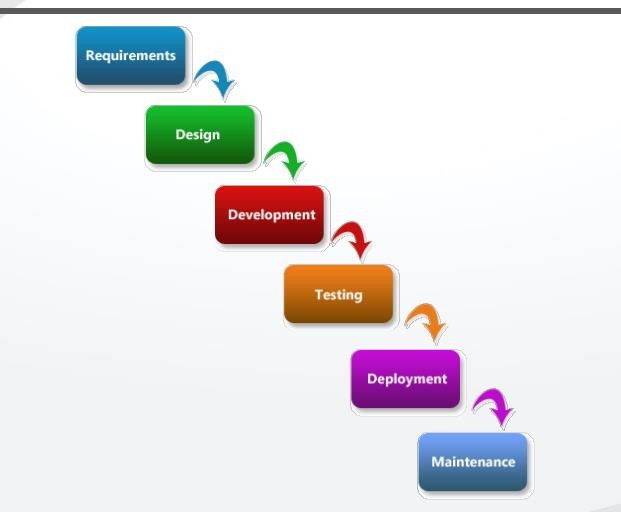 Requirements
Design
Development
Testing
Deployment
Maintenance